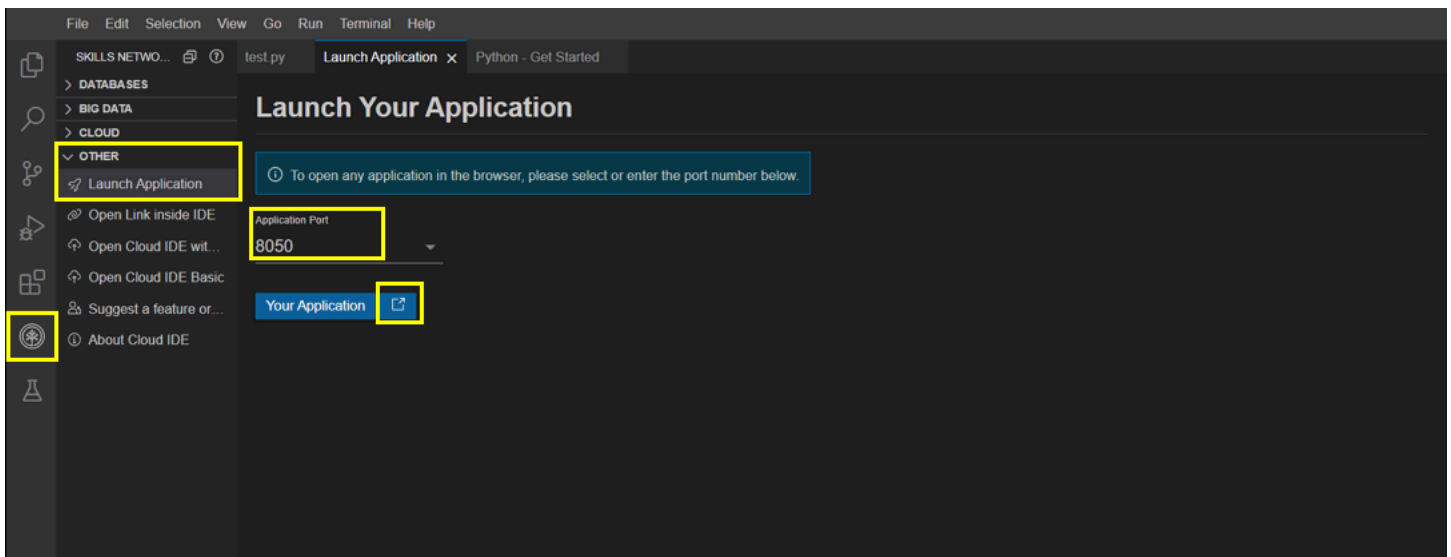 File Edit Selection View Go Run Terminal Help
SKILLS NETWO...
test.py Launch Application Python - Get Started
DATABASES
BIG DATA
CLOUD
OTHER
Launch Application
Open Link inside IDE
Open Cloud IDE wit...
Open Cloud IDE Basic
Suggest a feature or...
About Cloud IDE
Launch Your Application
To open any application in the browser, please select or enter the port number below.
Application Port
8050
Your Application